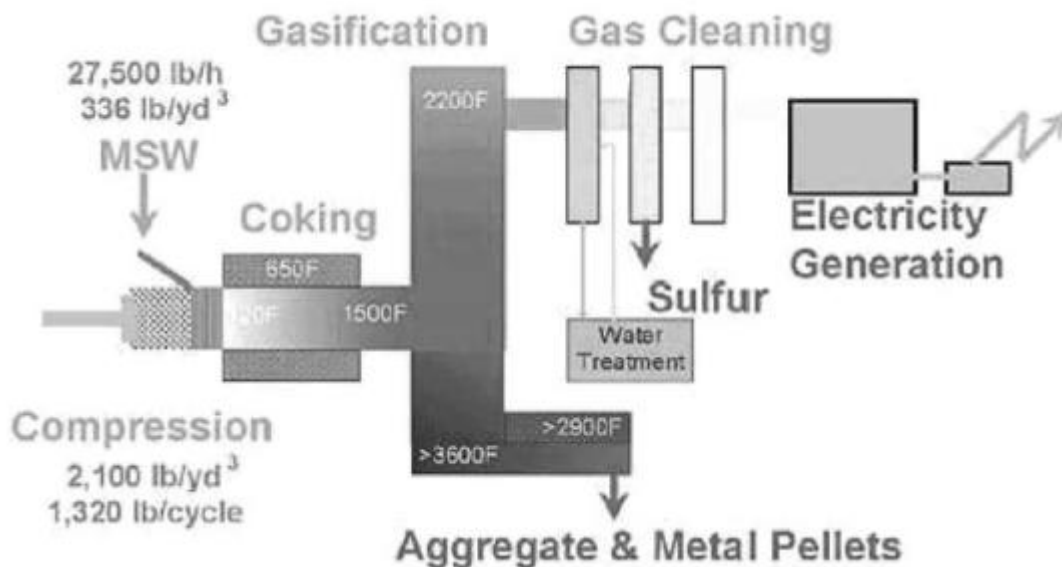 Gasification
Gas Cleaning
27,500 lb/h
336 lb/yd³
MSW
2200F
Coking
650F
1500F
Electricity
Generation
Sulfur
Water
Treatment
Compression
2,100 lb/yd³
1,320 lb/cycle
>2900F
>3600F
Aggregate & Metal Pellets